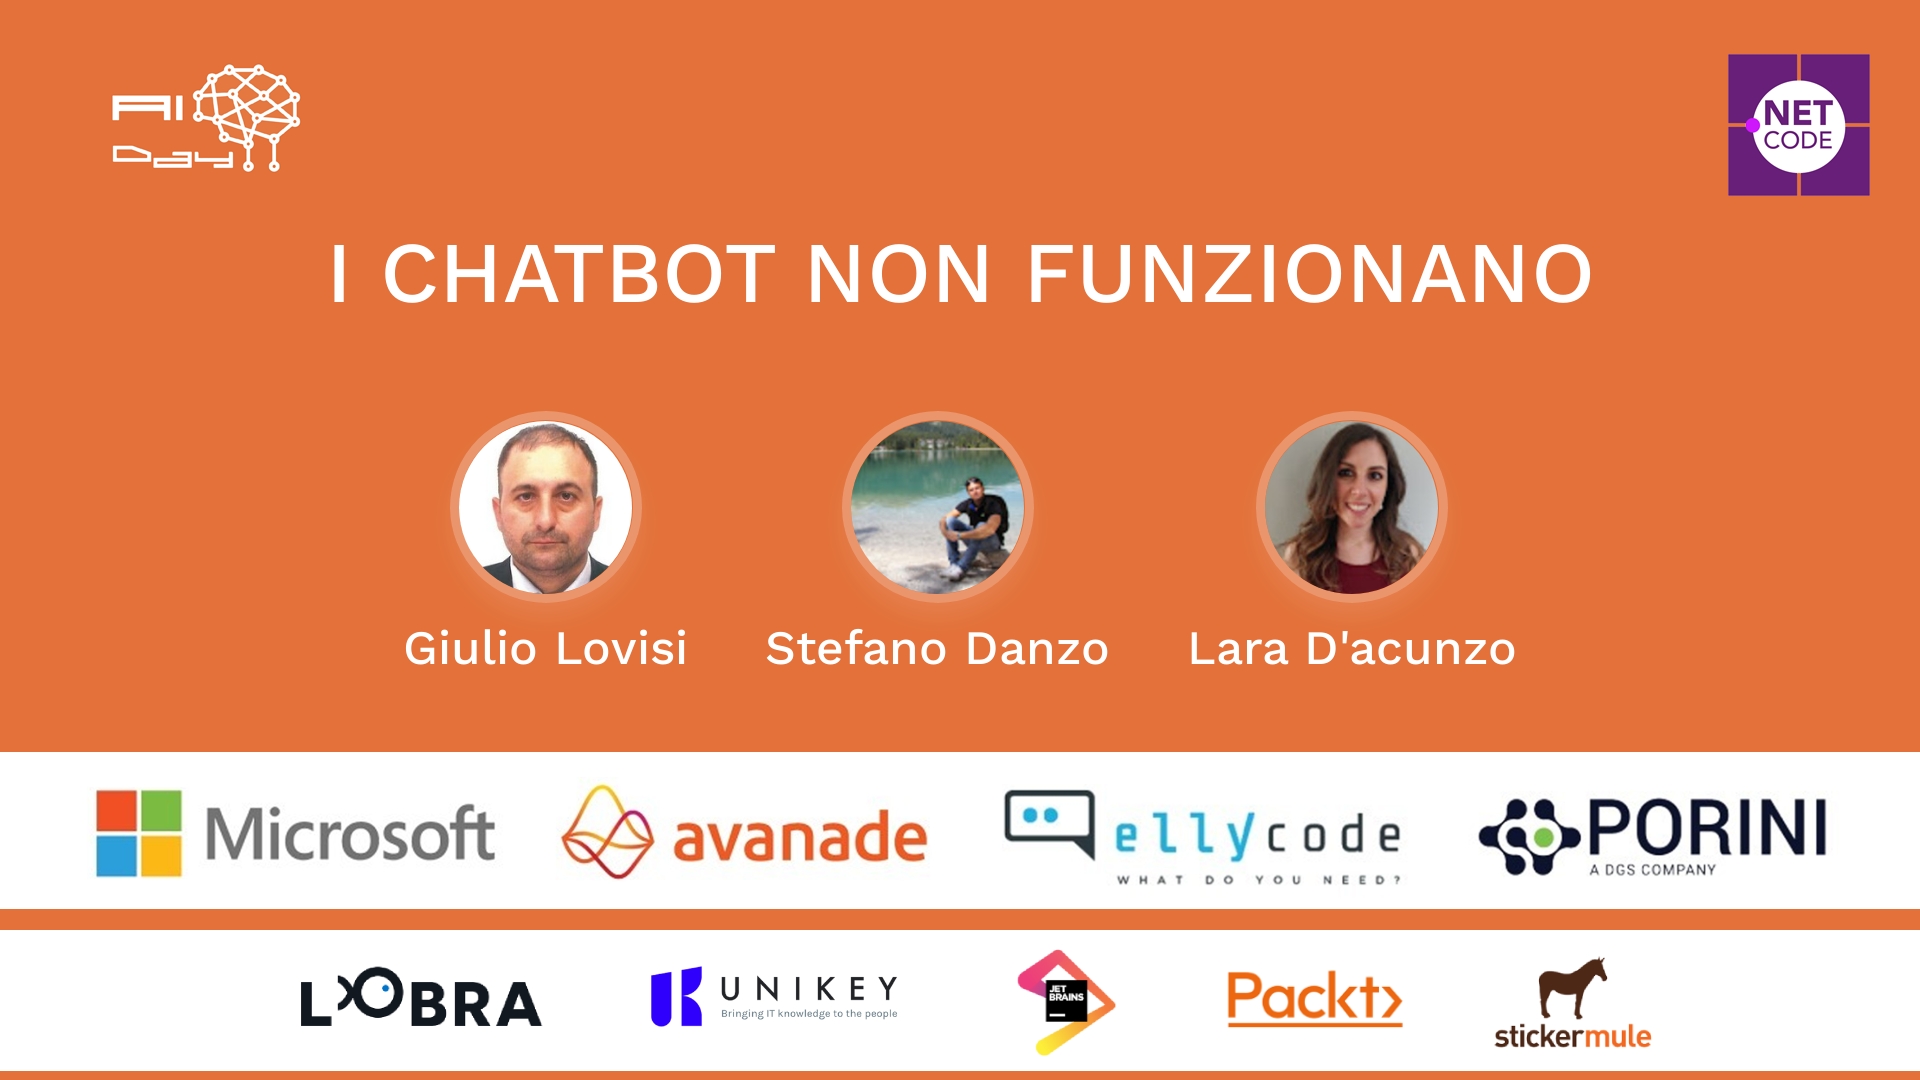 AI
Day
NET
CODE
I CHATBOT NON FUNZIONANO
Giulio Lovisi
Stefano Danzo
Lara D'acunzo
Microsoft
avanade
ellycode
WHAT DO YOU NEED?
PORINI
A DGS COMPANY
LOBRA
UNIKEY
Bringing IT knowledge to the people
JET
BRAINS
Packt
stickermule